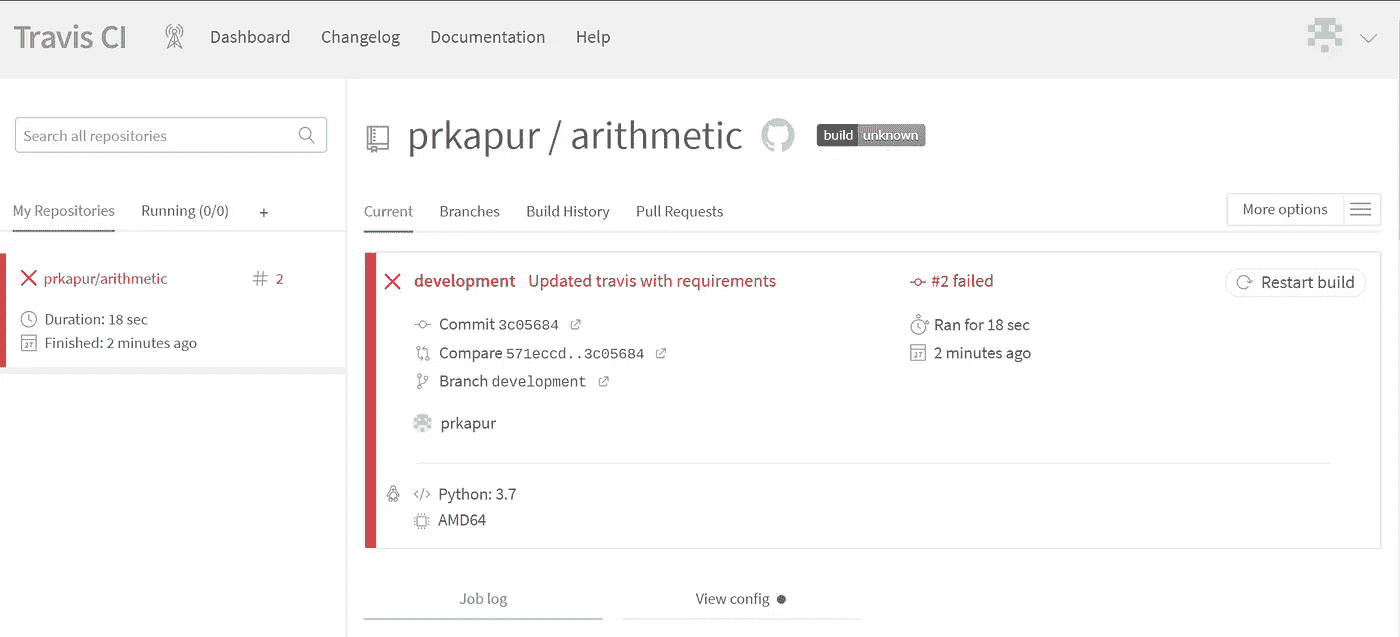 Travis CI Dashboard Changelog Documentation Help
Search all repositories
My Repositories Running (0/0) +
prkapur/arithmetic # 2
Duration: 18 sec
27 Finished: 2 minutes ago
prkapur / arithmetic build unknown
Current Branches Build History Pull Requests More options
development Updated travis with requirements #2 failed Restart build
Commit 3c05684 Ran for 18 sec
Compare 571eccd..3c05684 27 2 minutes ago
Branch development
prkapur
</> Python: 3.7
AMD64
Job log View config